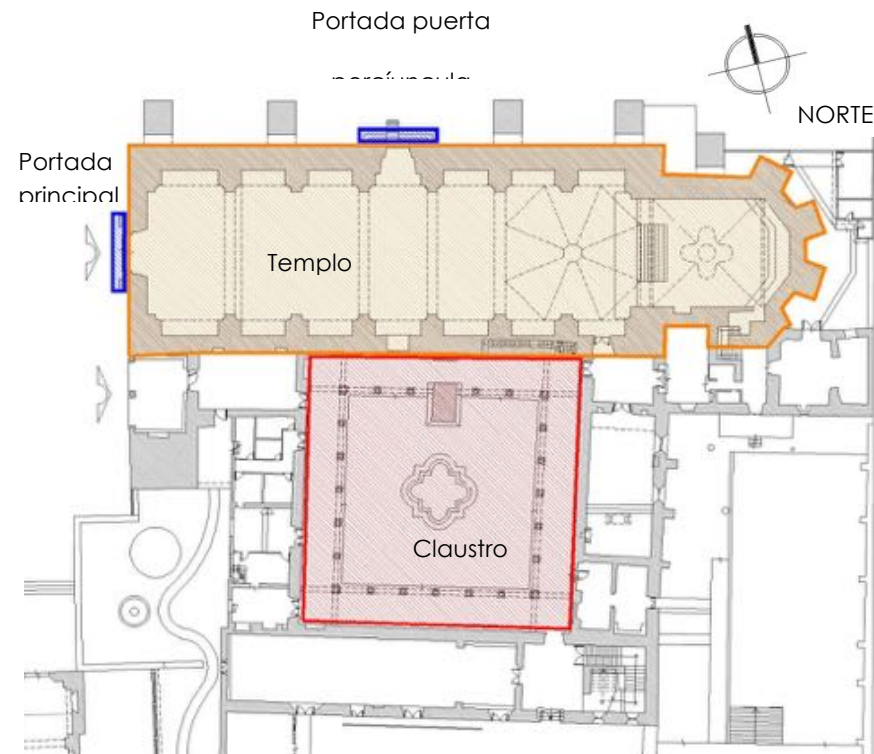 Portada puerta
NORTE
Portada
principal
Templo
Claustro